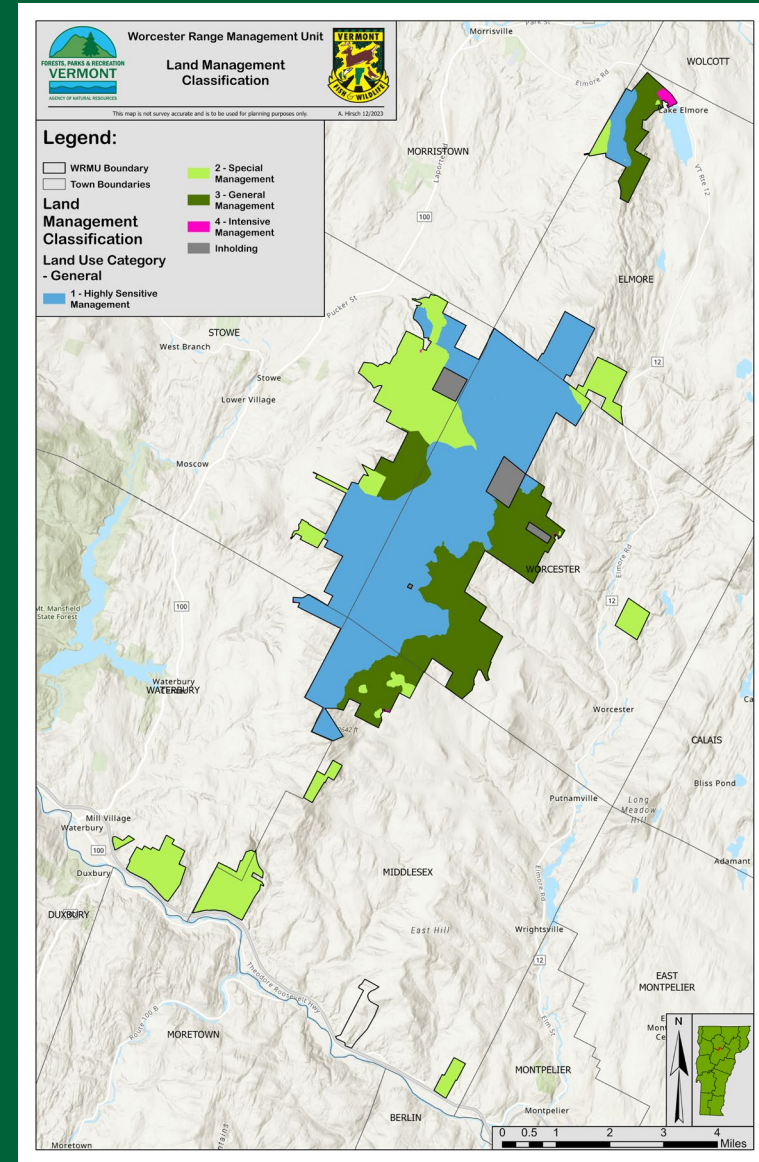 Worcester Range Management Unit
Land Management
Classification
FORESTS, PARKS & RECREATION
VERMONT
AGENCY OF NATURAL RESOURCES
VERMONT
FISH & WILDLIFE
This map is not survey accurate and is to be used for planning purposes only.
A. Hirsch 12/2023
Legend:
WRMU Boundary
Town Boundaries
Land
Management
Classification
Land Use Category
- General
1 - Highly Sensitive
Management
2 - Special
Management
3 - General
Management
4 - Intensive
Management
Inholding
Morrisville
Park St
WOLCOTT
Elmore Rd
Lake Elmore
MORRISTOWN
VT Rte 12
100
ELMORE
Pucker St
STOWE
West Branch
12
Stowe
Lower Village
Moscow
Elmore Rd
WORCESTER
12
100
Mt. Mansfield
State Forest
Waterbury
WATERBURY
Worcester
CALAIS
Bliss Pond
Putnamville
Long
Meadow
Hill
Mill Village
Waterbury
100
Adamant
Duxbury
MIDDLESEX
Elmore Rd
DUXBURY
East Hill
Wrightsville
12
EAST
MONTPELIER
Theodore Roosevelt Hwy
Route 100 B
MORETOWN
Elm St
N
MONTPELIER
BERLIN
Montpelier
Moretown
0 0.5 1 2 3 4
Miles